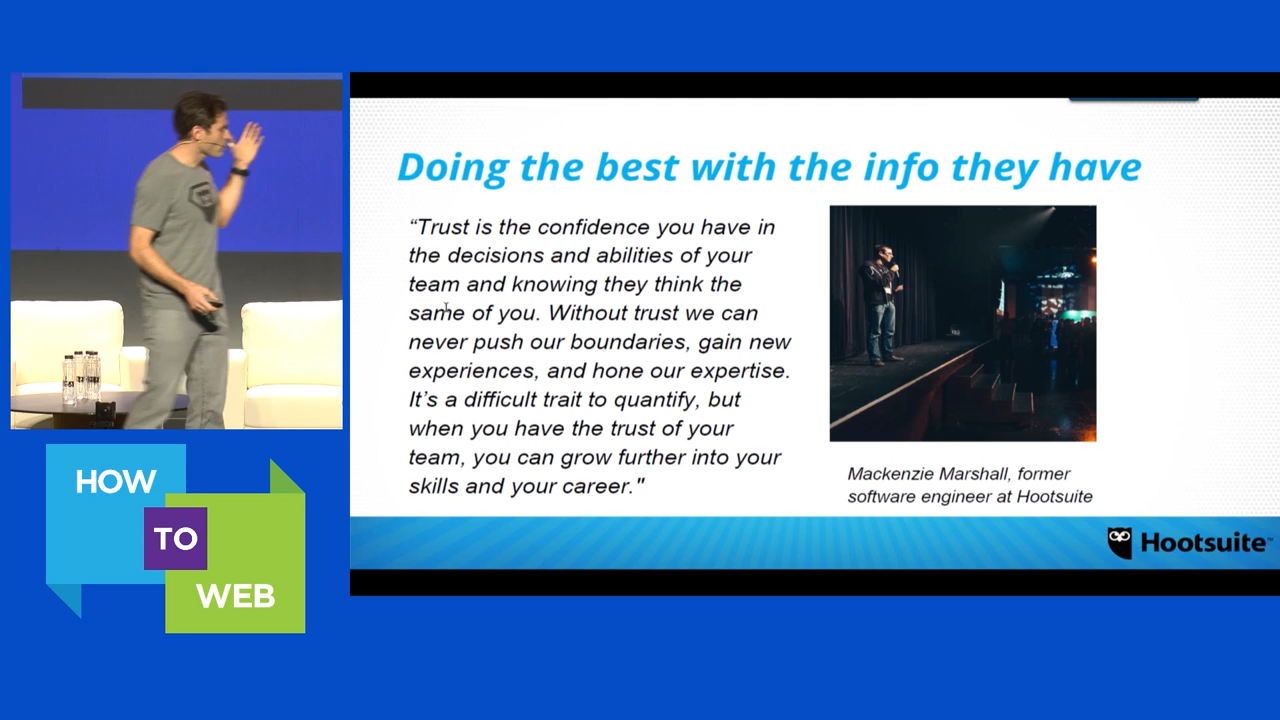 Doing the best with the info they have
“Trust is the confidence you have in
the decisions and abilities of your
team and knowing they think the
same of you. Without trust we can
never push our boundaries, gain new
experiences, and hone our expertise.
It’s a difficult trait to quantify, but
when you have the trust of your
team, you can grow further into your
skills and your career."
Mackenzie Marshall, former
software engineer at Hootsuite
Hootsuite™
HOW
TO
WEB